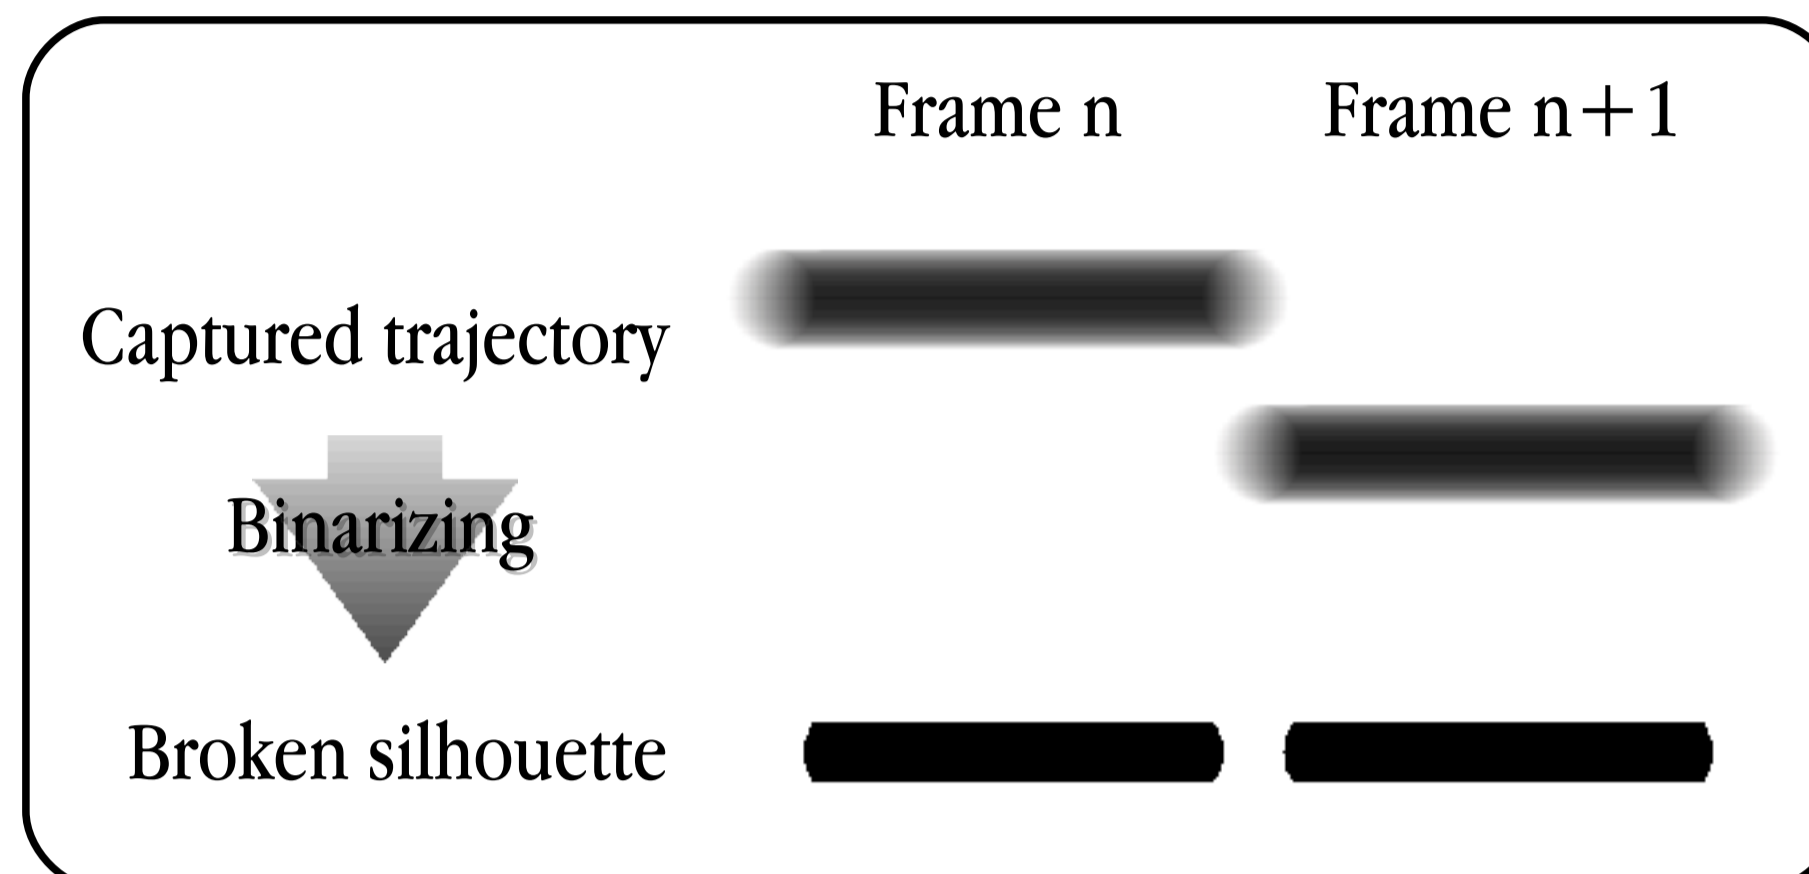 Frame n
Frame n+1
Captured trajectory
Binarizing
Broken silhouette